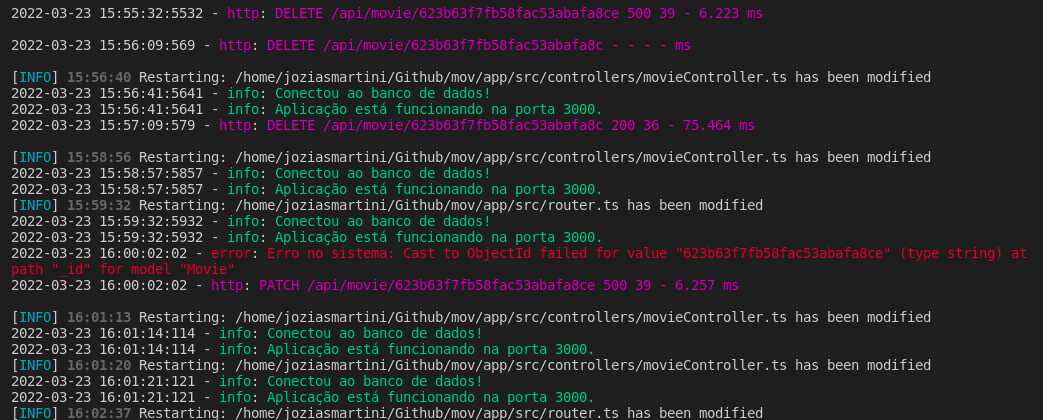 2022-03-23 15:55:32:5532 - http: DELETE /api/movie/623b63f7fb58fac53abafa8ce 500 39 - 6.223 ms
2022-03-23 15:56:09:569 - http: DELETE /api/movie/623b63f7fb58fac53abafa8c - - - - ms
[INFO] 15:56:40 Restarting: /home/joziasmartini/Github/mov/app/src/controllers/movieController.ts has been modified
2022-03-23 15:56:41:5641 - info: Conectou ao banco de dados!
2022-03-23 15:56:41:5641 - info: Aplicação está funcionando na porta 3000.
2022-03-23 15:57:09:579 - http: DELETE /api/movie/623b63f7fb58fac53abafa8c 200 36 - 75.464 ms
[INFO] 15:58:56 Restarting: /home/joziasmartini/Github/mov/app/src/controllers/movieController.ts has been modified
2022-03-23 15:58:57:5857 - info: Conectou ao banco de dados!
2022-03-23 15:58:57:5857 - info: Aplicação está funcionando na porta 3000.
[INFO] 15:59:32 Restarting: /home/joziasmartini/Github/mov/app/src/router.ts has been modified
2022-03-23 15:59:32:5932 - info: Conectou ao banco de dados!
2022-03-23 15:59:32:5932 - info: Aplicação está funcionando na porta 3000.
2022-03-23 16:00:02:02 - error: Erro no sistema: Cast to ObjectId failed for value "623b63f7fb58fac53abafa8ce" (type string) at
path "_id" for model "Movie"
2022-03-23 16:00:02:02 - http: PATCH /api/movie/623b63f7fb58fac53abafa8ce 500 39 - 6.257 ms
[INFO] 16:01:13 Restarting: /home/joziasmartini/Github/mov/app/src/controllers/movieController.ts has been modified
2022-03-23 16:01:14:114 - info: Conectou ao banco de dados!
2022-03-23 16:01:14:114 - info: Aplicação está funcionando na porta 3000.
[INFO] 16:01:20 Restarting: /home/joziasmartini/Github/mov/app/src/controllers/movieController.ts has been modified
2022-03-23 16:01:21:121 - info: Conectou ao banco de dados!
2022-03-23 16:01:21:121 - info: Aplicação está funcionando na porta 3000.
[INFO] 16:02:37 Restarting: /home/joziasmartini/Github/mov/app/src/router.ts has been modified